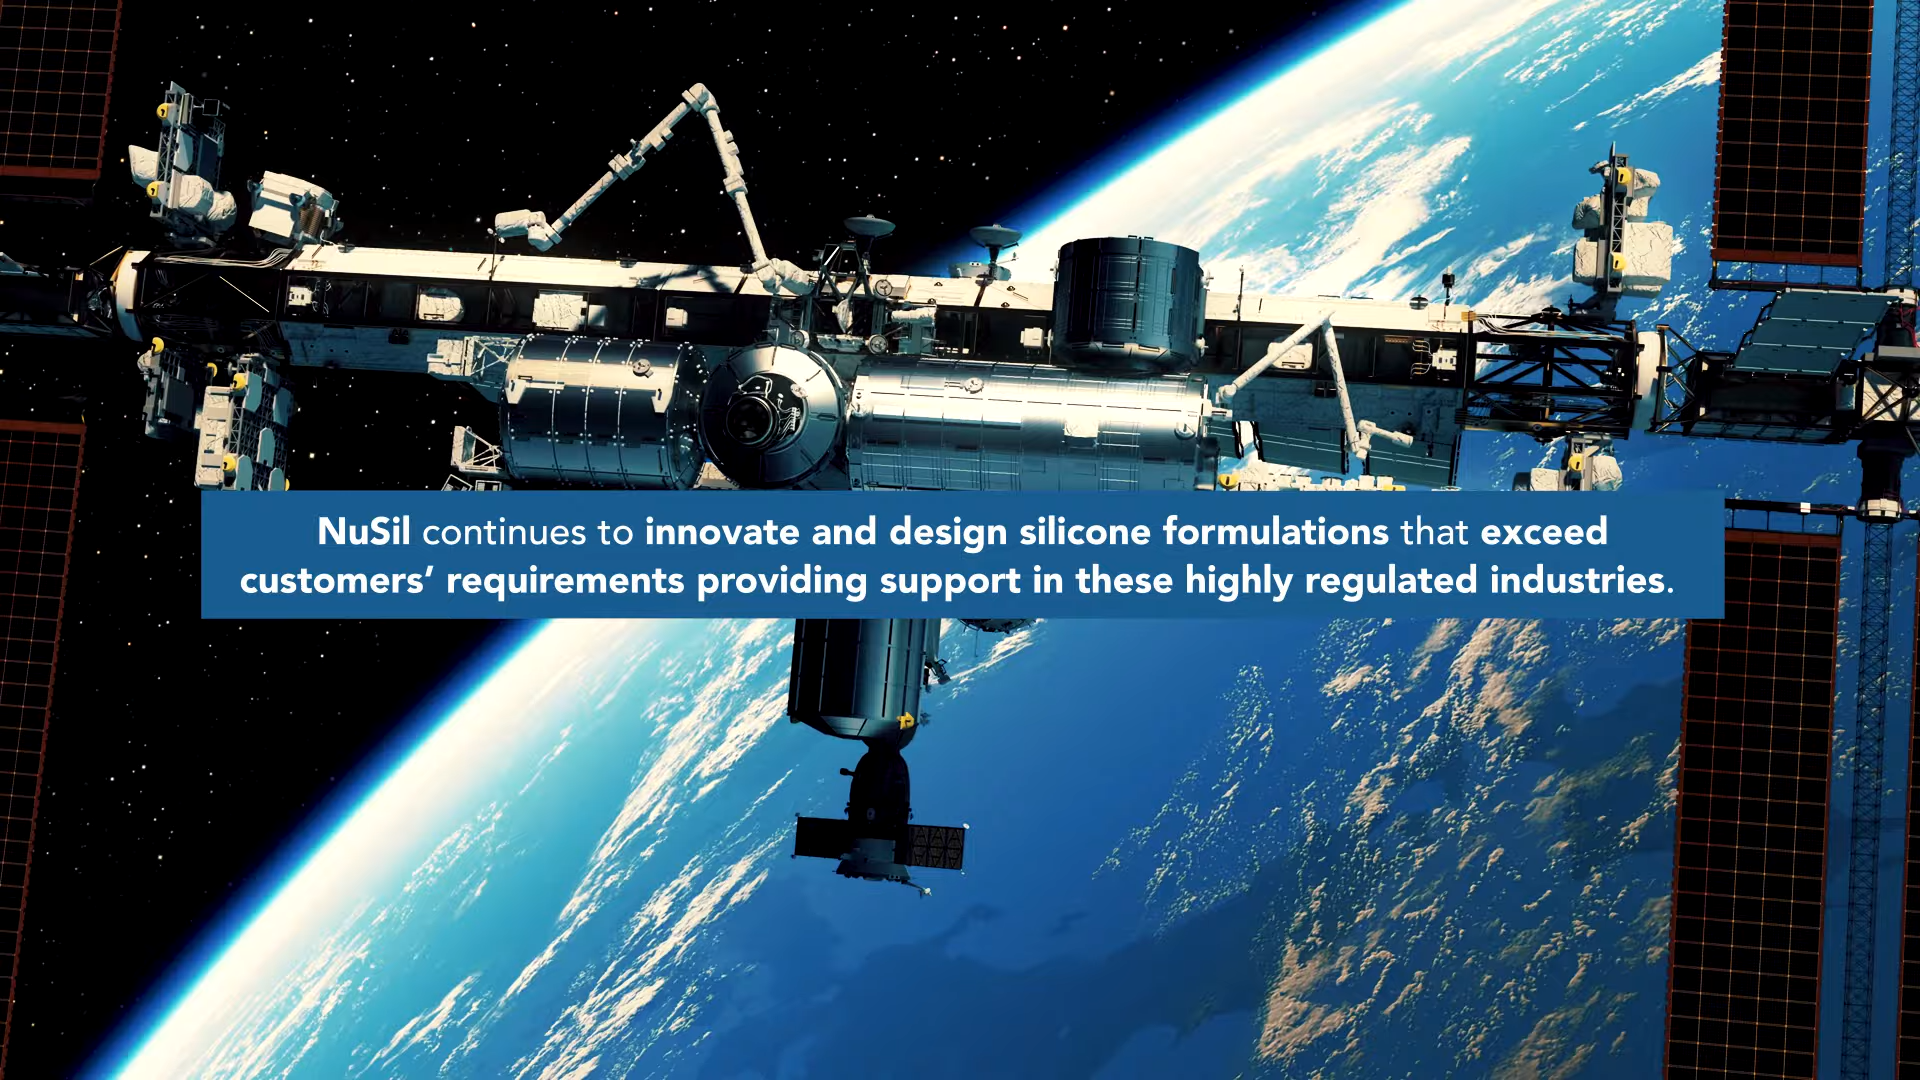 NuSil continues to innovate and design silicone formulations that exceed
customers’ requirements providing support in these highly regulated industries.